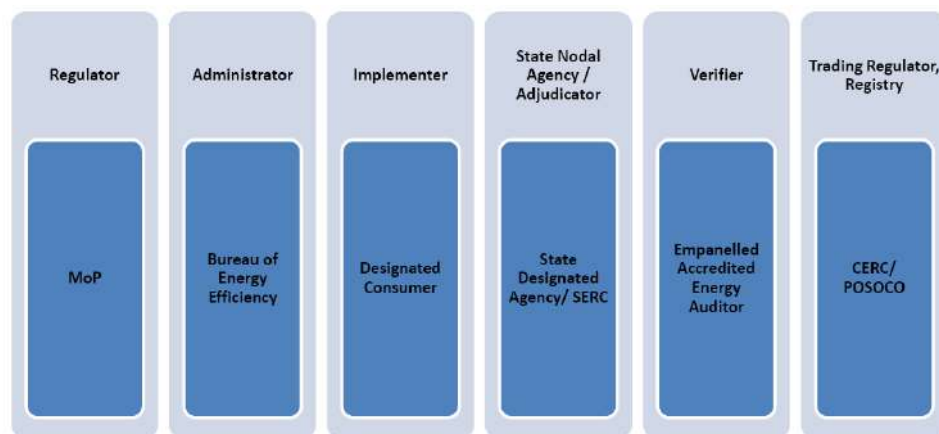 Regulator
MoP
Administrator
Bureau of
Energy
Efficiency
Implementer
Designated
Consumer
State Nodal
Agency /
Adjudicator
State
Designated
Agency/ SERC
Verifier
Empanelled
Accredited
Energy
Auditor
Trading Regulator,
Registry
CERC/
POSOCO